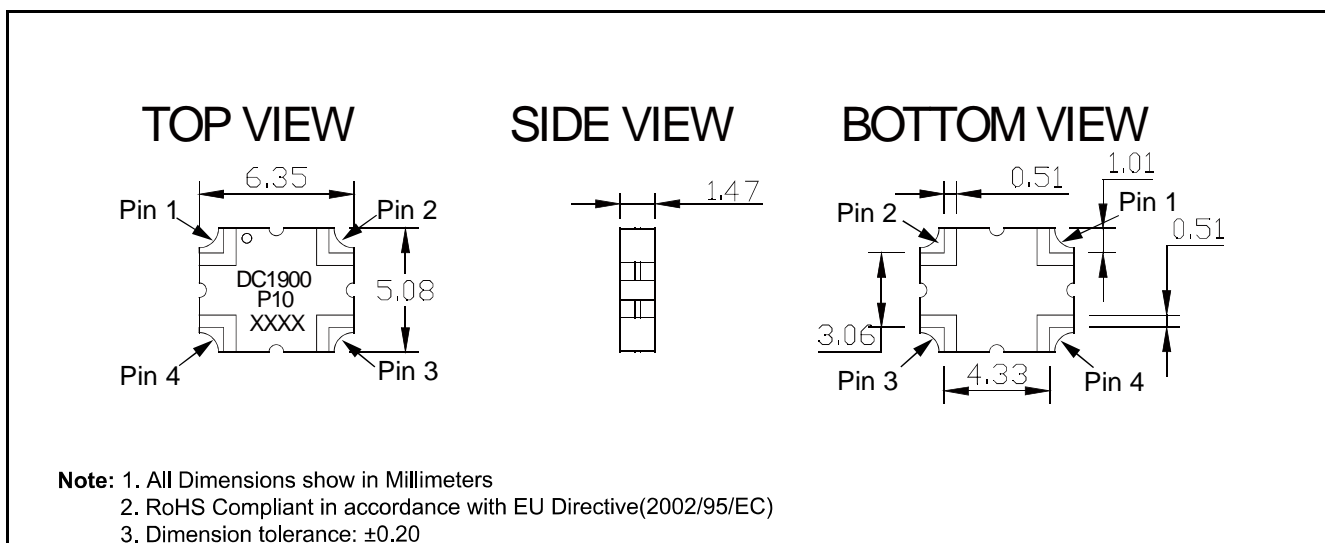 TOP VIEW
SIDE VIEW
BOTTOM VIEW
6.35
Pin 1
Pin 2
DC1900
P10
XXXX
5.08
Pin 4
Pin 3
1.47
0.51
1.01
Pin 2
Pin 1
0.51
3.06
Pin 3
4.33
Pin 4
Note: 1. All Dimensions show in Millimeters
2. RoHS Compliant in accordance with EU Directive(2002/95/EC)
3. Dimension tolerance: ±0.20